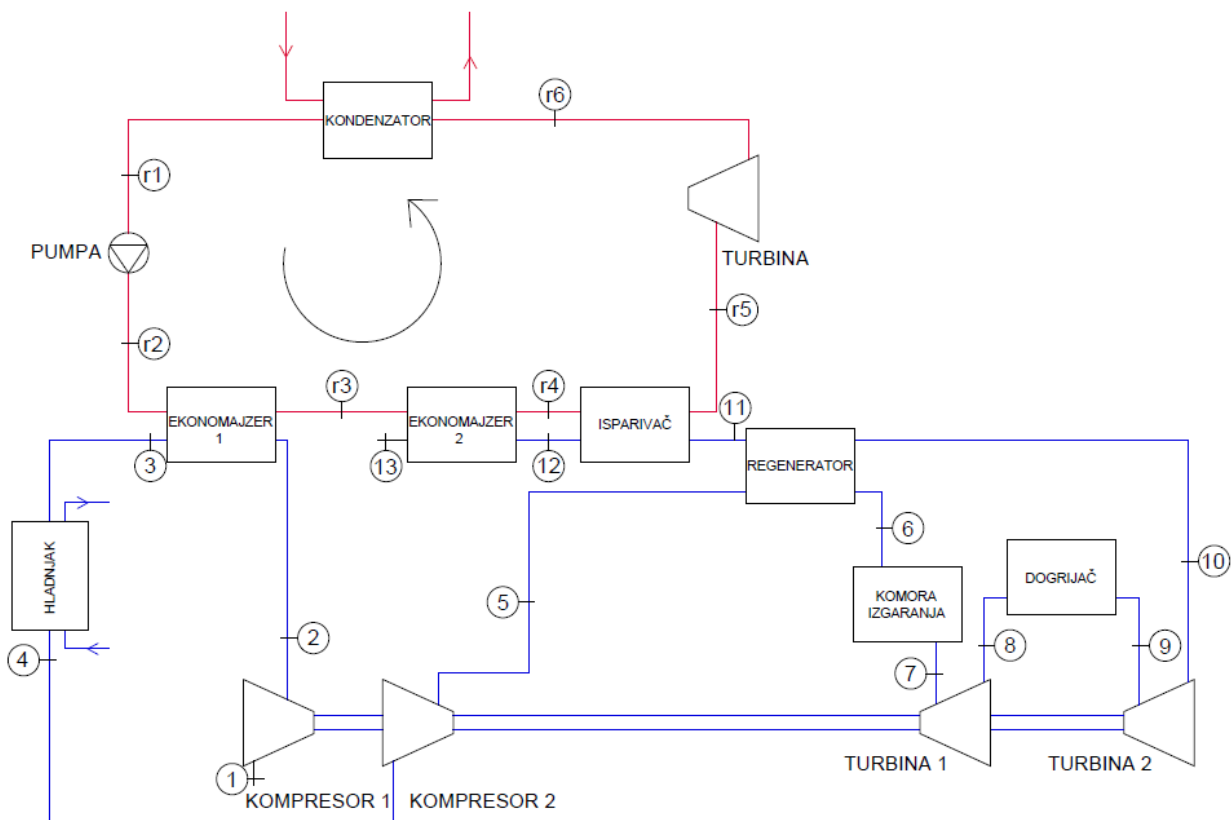 KONDENZATOR
r6
r1
PUMPA
TURBINA
r2
r5
r3
r4
11
EKONOMAJZER
1
EKONOMAJZER
2
ISPARIVAČ
REGENERATOR
3
13
12
6
HLADNJAK
5
KOMORA
IZGARANJA
DOGRIJAČ
10
4
2
7
8
9
1
KOMPRESOR 1
KOMPRESOR 2
TURBINA 1
TURBINA 2